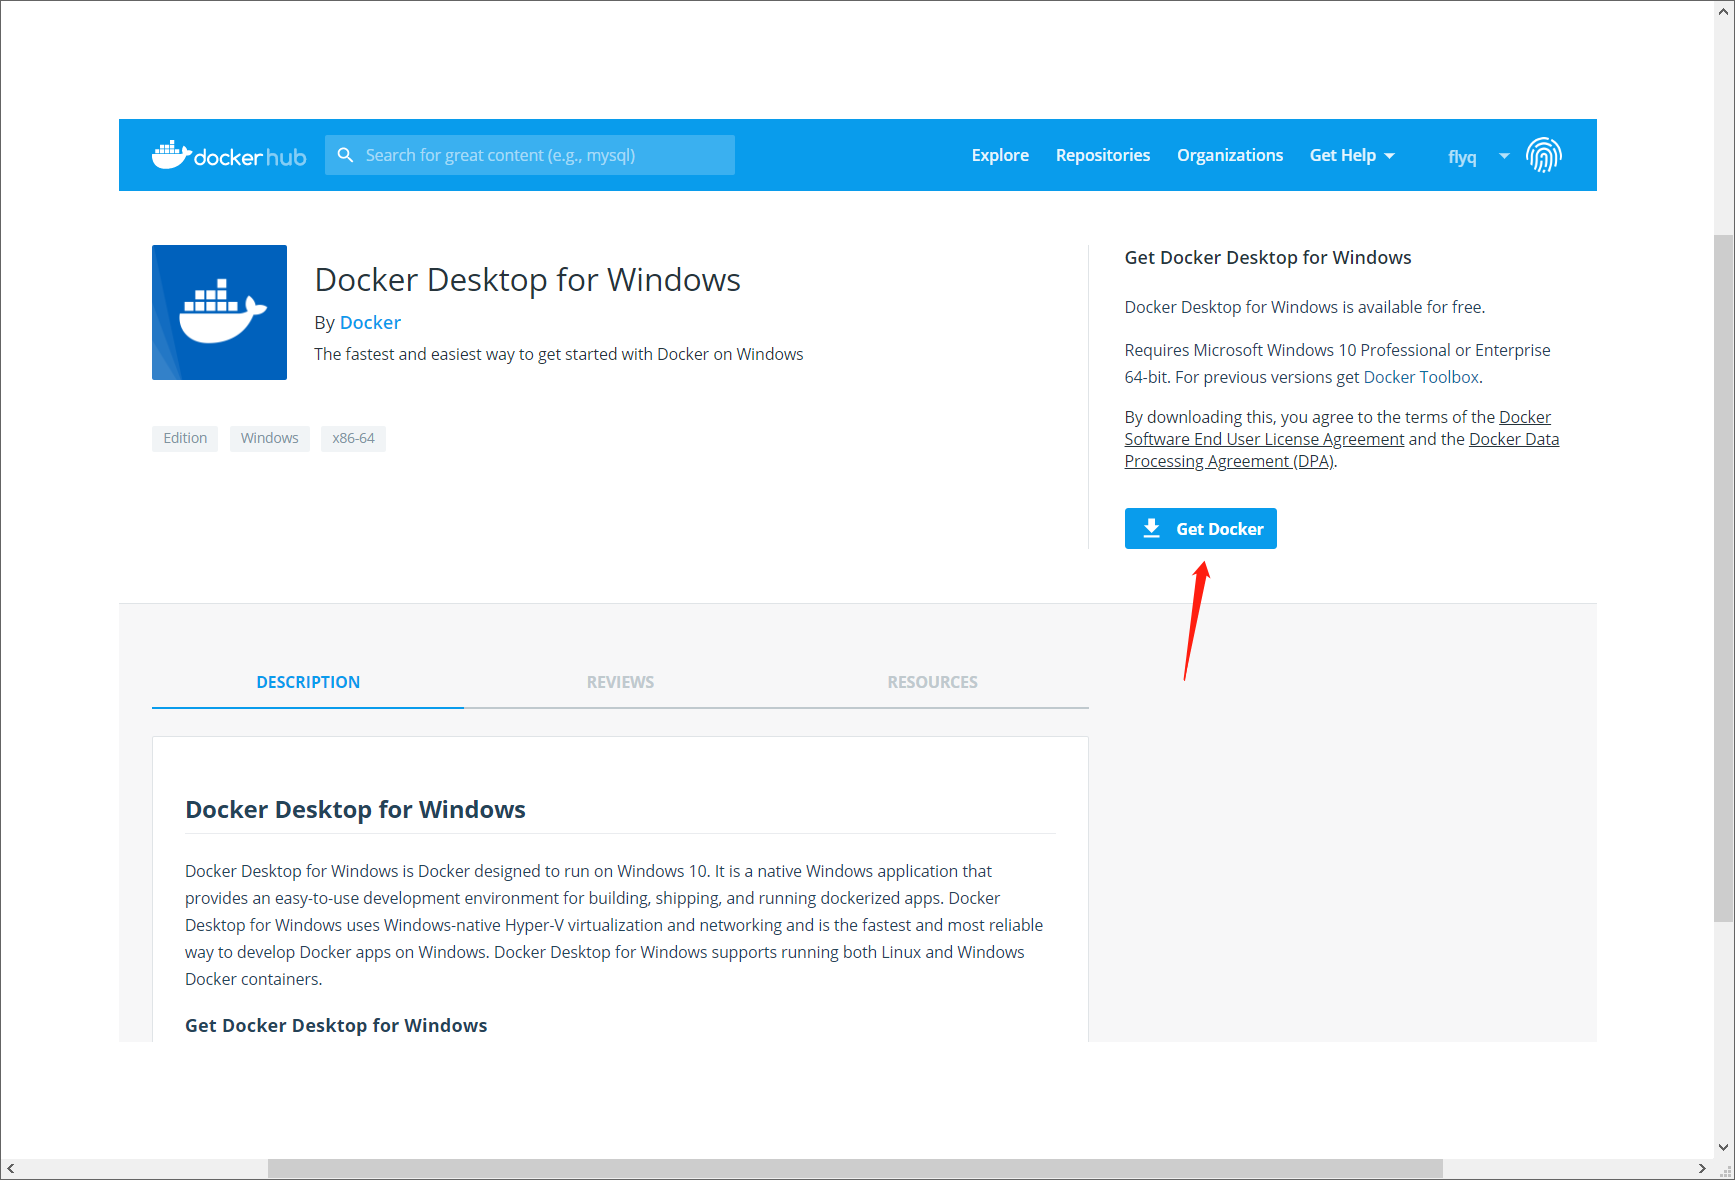 docker hub
Search for great content (e.g., mysql)
Explore
Repositories
Organizations
Get Help
flyq
Docker Desktop for Windows
By Docker
The fastest and easiest way to get started with Docker on Windows
Edition
Windows
x86-64
Get Docker Desktop for Windows
Docker Desktop for Windows is available for free.
Requires Microsoft Windows 10 Professional or Enterprise
64-bit. For previous versions get Docker Toolbox.
By downloading this, you agree to the terms of the Docker
Software End User License Agreement and the Docker Data
Processing Agreement (DPA).
Get Docker
DESCRIPTION
REVIEWS
RESOURCES
Docker Desktop for Windows
Docker Desktop for Windows is Docker designed to run on Windows 10. It is a native Windows application that
provides an easy-to-use development environment for building, shipping, and running dockerized apps. Docker
Desktop for Windows uses Windows-native Hyper-V virtualization and networking and is the fastest and most reliable
way to develop Docker apps on Windows. Docker Desktop for Windows supports running both Linux and Windows
Docker containers.
Get Docker Desktop for Windows